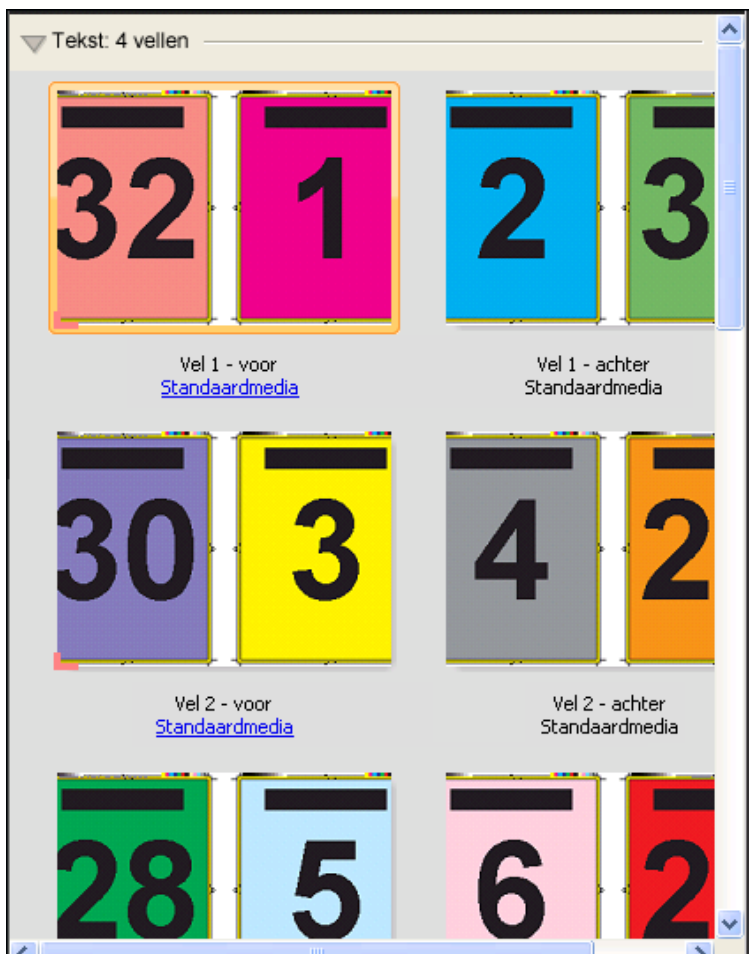 Tekst: 4 vellen
32 1 2 3
Vel 1 - voor
Standaardmedia
Vel 1 - achter
Standaardmedia
30 3 4 2
Vel 2 - voor
Standaardmedia
Vel 2 - achter
Standaardmedia
28 5 6 2